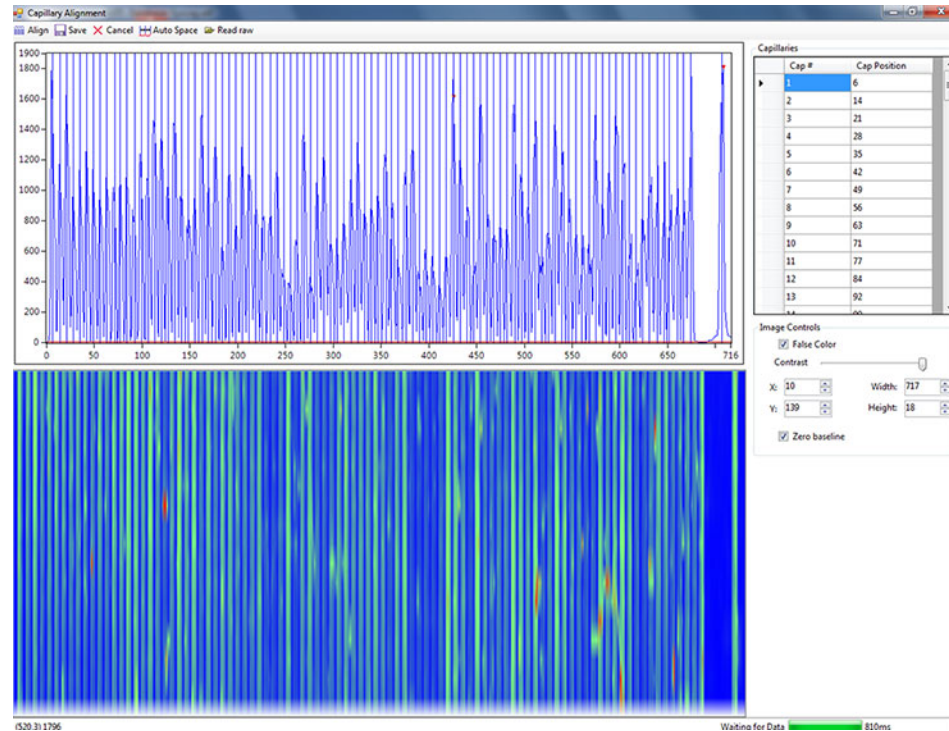 Capillary Alignment
Align Save Cancel Auto Space Read raw
1900
1800
1600
1400
1200
1000
800
600
400
200
0
0 50 100 150 200 250 300 350 400 450 500 550 600 650 716
Capillaries
Cap # Cap Position
1 6
2 14
3 21
4 28
5 35
6 42
7 49
8 56
9 63
10 71
11 77
12 84
13 92
Image Controls
False Color
Contrast
X: 10 Width: 717
Y: 139 Height: 18
Zero baseline
(520.3) 1796 Waiting for Data 810ms